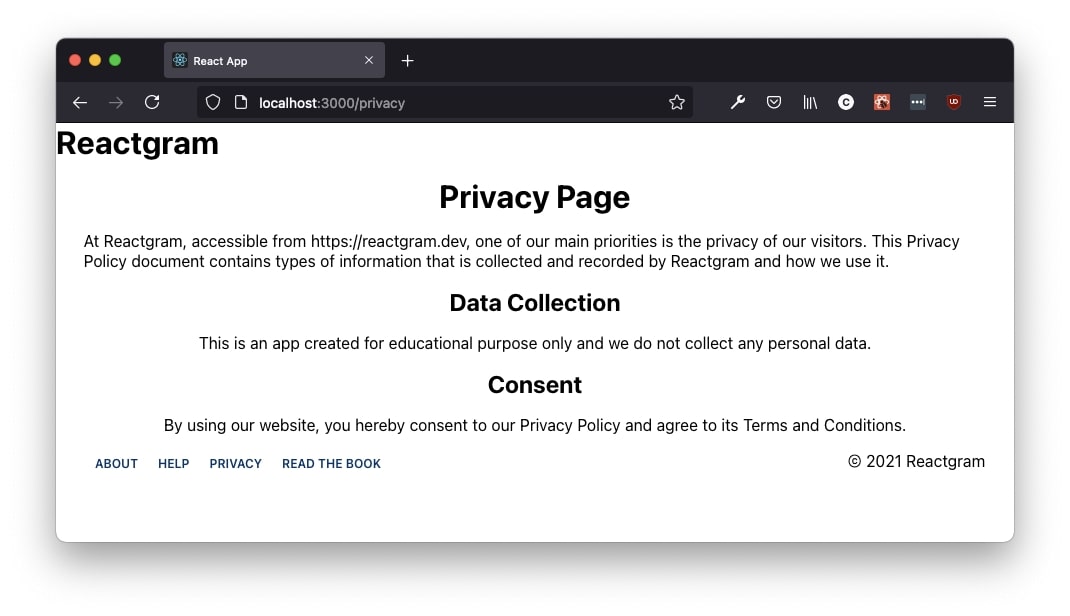 React App
localhost:3000/privacy
Reactgram
Privacy Page
At Reactgram, accessible from https://reactgram.dev, one of our main priorities is the privacy of our visitors. This Privacy
Policy document contains types of information that is collected and recorded by Reactgram and how we use it.
Data Collection
This is an app created for educational purpose only and we do not collect any personal data.
Consent
By using our website, you hereby consent to our Privacy Policy and agree to its Terms and Conditions.
ABOUT HELP PRIVACY READ THE BOOK © 2021 Reactgram